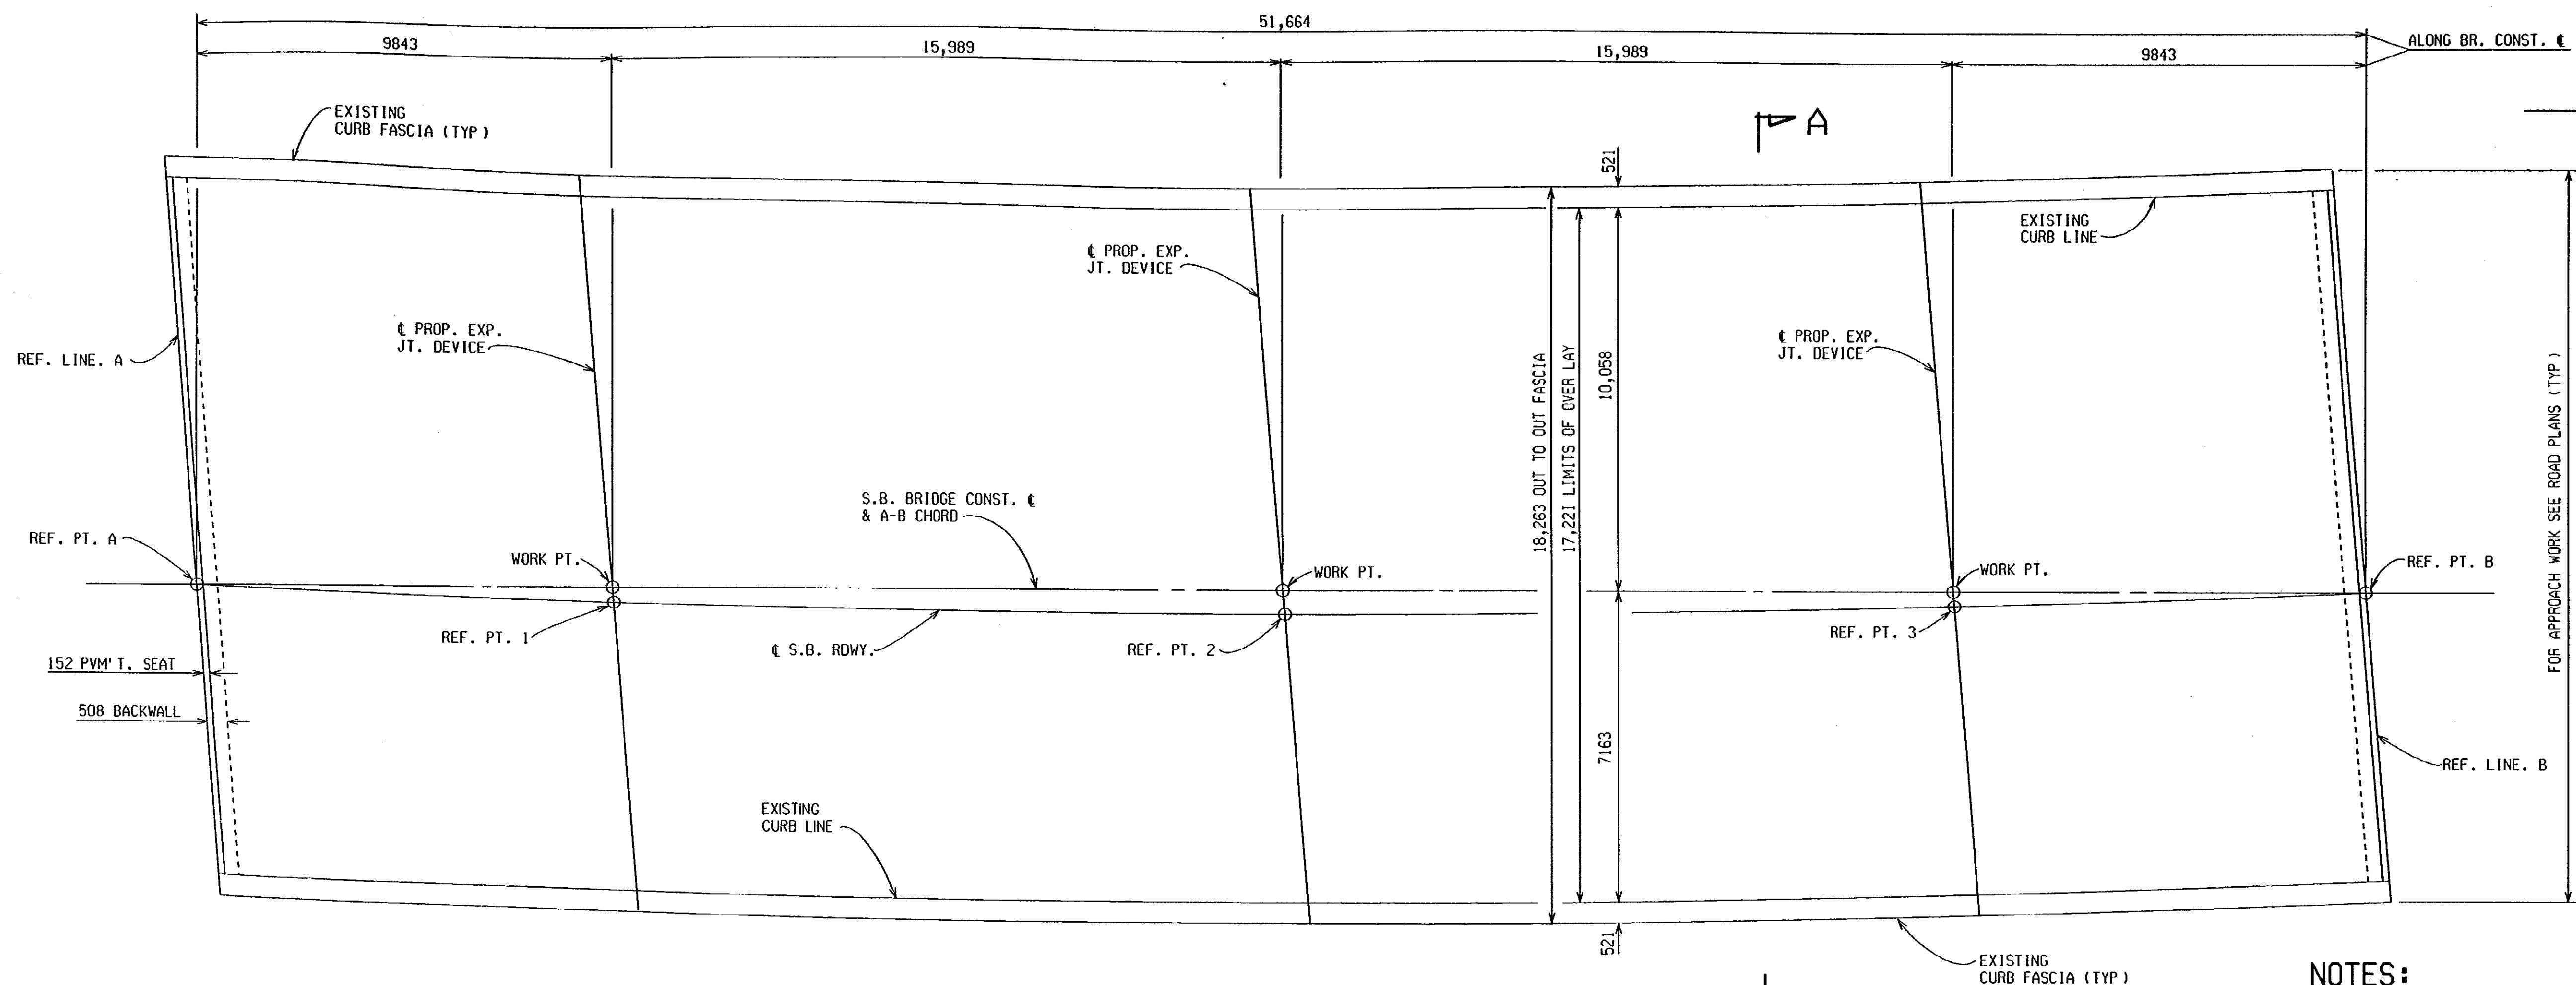 51,664
9843
15,989
15,989
9843
ALONG BR. CONST. ℄
EXISTING
CURB FASCIA (TYP)
A
521
EXISTING
CURB LINE
℄ PROP. EXP.
JT. DEVICE
℄ PROP. EXP.
JT. DEVICE
℄ PROP. EXP.
JT. DEVICE
REF. LINE. A
18,263 OUT TO OUT FASCIA
17,221 LIMITS OF OVER LAY
10,058
FOR APPROACH WORK SEE ROAD PLANS (TYP)
S.B. BRIDGE CONST. ℄
& A-B CHORD
REF. PT. A
WORK PT.
WORK PT.
WORK PT.
REF. PT. B
REF. PT. 1
℄ S.B. RDWY.
REF. PT. 2
REF. PT. 3
152 PVM'T. SEAT
508 BACKWALL
7163
REF. LINE. B
EXISTING
CURB LINE
521
EXISTING
CURB FASCIA (TYP)
NOTES: